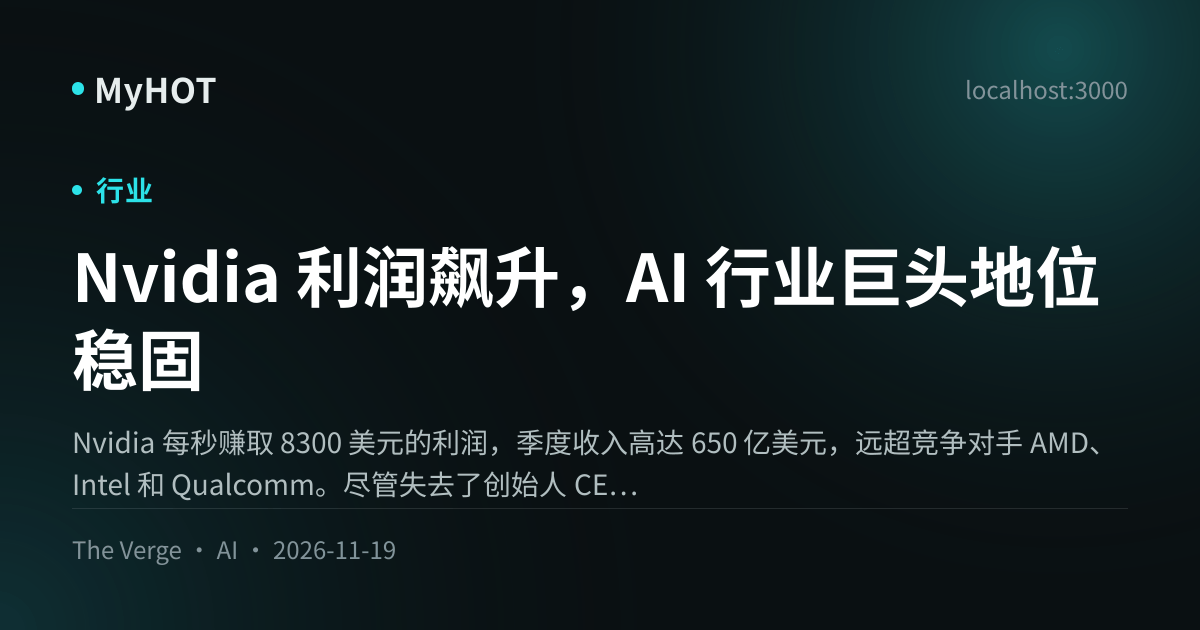 MyHOT
localhost:3000
行业
Nvidia 利润飙升，AI 行业巨头地位
稳固
Nvidia 每秒赚取 8300 美元的利润，季度收入高达 650 亿美元，远超竞争对手 AMD、
Intel 和 Qualcomm。尽管失去了创始人 CE…
The Verge · AI · 2026-11-19